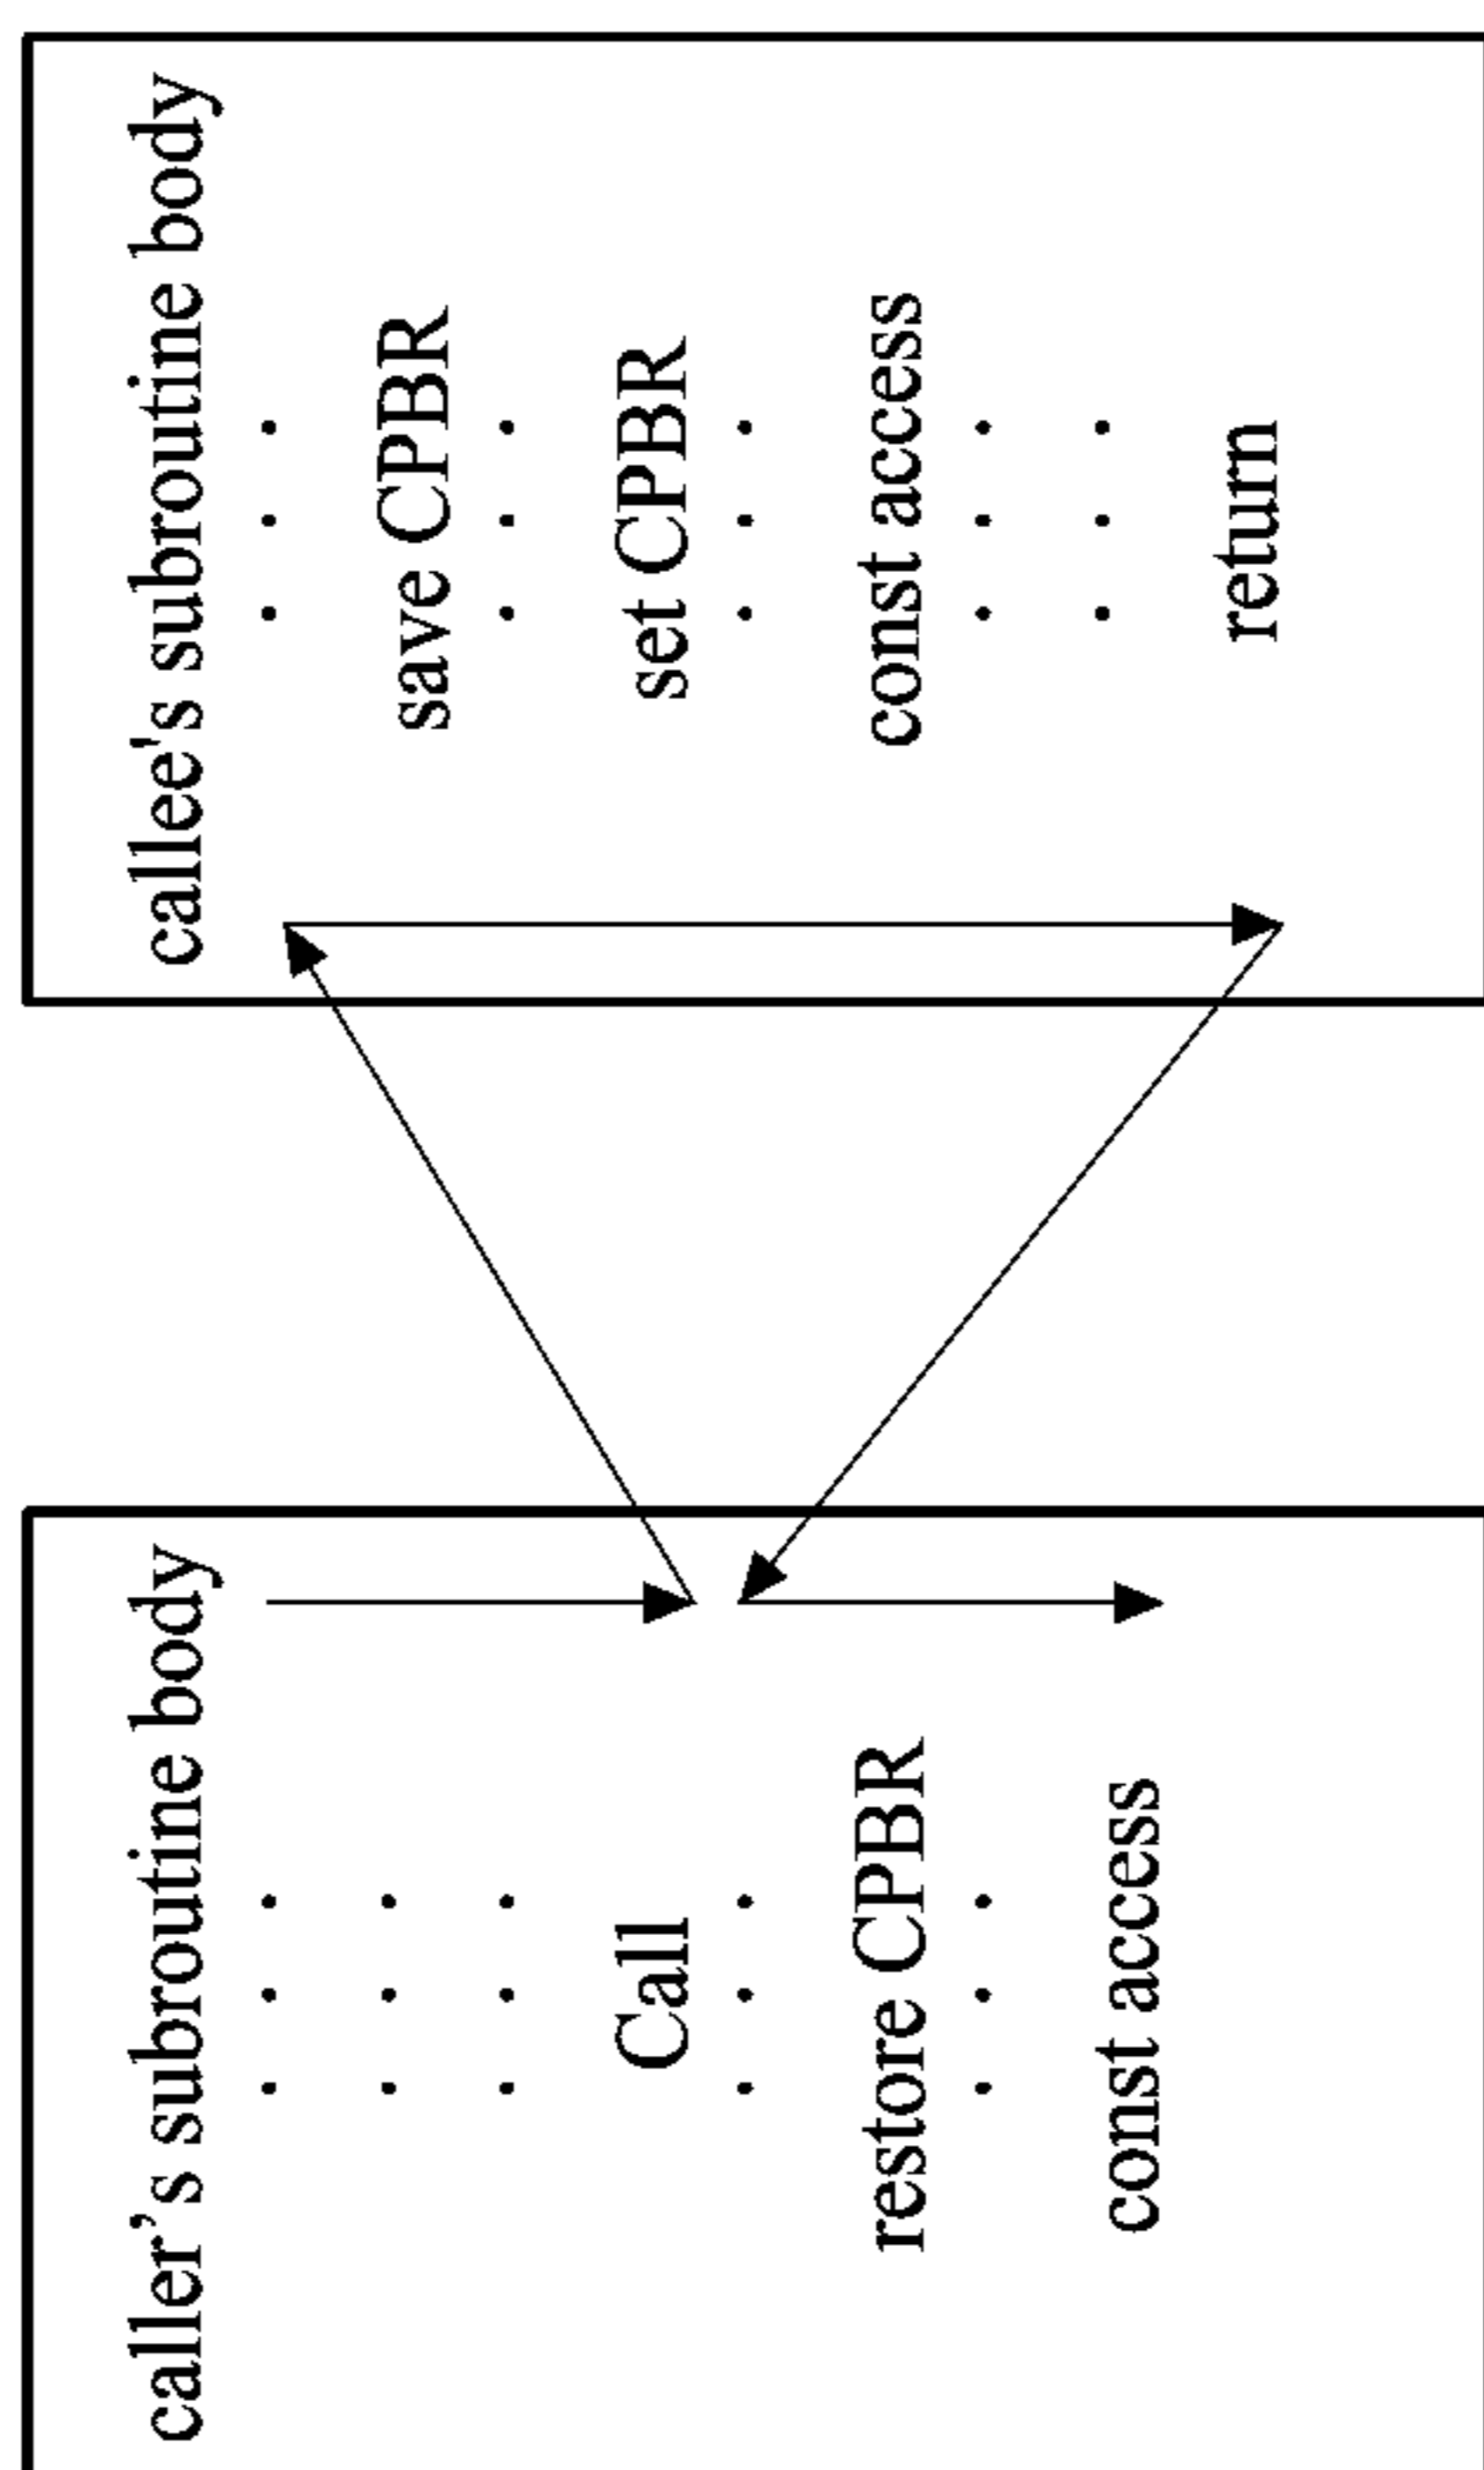 caller’s subroutine body
. . .
. . .
. . .
Call
. . .
restore CPBR
. . .
const access
callee's subroutine body
. . .
save CPBR
. . .
set CPBR
. . .
const access
. . .
. . .
return